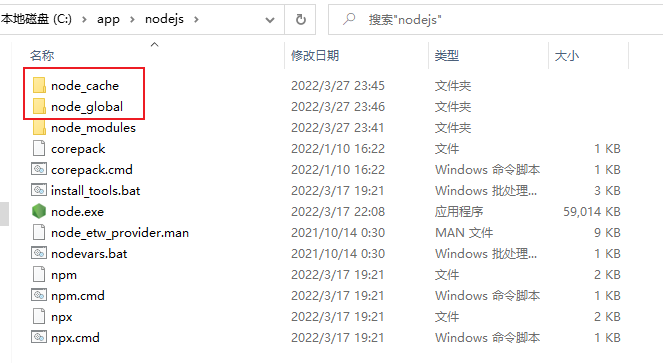 本地磁盘 (C:) › app › nodejs › 搜索"nodejs"
名称 修改日期 类型 大小
node_cache 2022/3/27 23:45 文件夹
node_global 2022/3/27 23:46 文件夹
node_modules 2022/3/27 23:41 文件夹
corepack 2022/1/10 16:22 文件 1 KB
corepack.cmd 2022/1/10 16:22 Windows 命令脚本 1 KB
install_tools.bat 2022/3/17 19:21 Windows 批处理... 3 KB
node.exe 2022/3/17 22:08 应用程序 59,014 KB
node_etw_provider.man 2021/10/14 0:30 MAN 文件 9 KB
nodevars.bat 2021/10/14 0:30 Windows 批处理... 1 KB
npm 2022/3/17 19:21 文件 2 KB
npm.cmd 2022/3/17 19:21 Windows 命令脚本 1 KB
npx 2022/3/17 19:21 文件 2 KB
npx.cmd 2022/3/17 19:21 Windows 命令脚本 1 KB